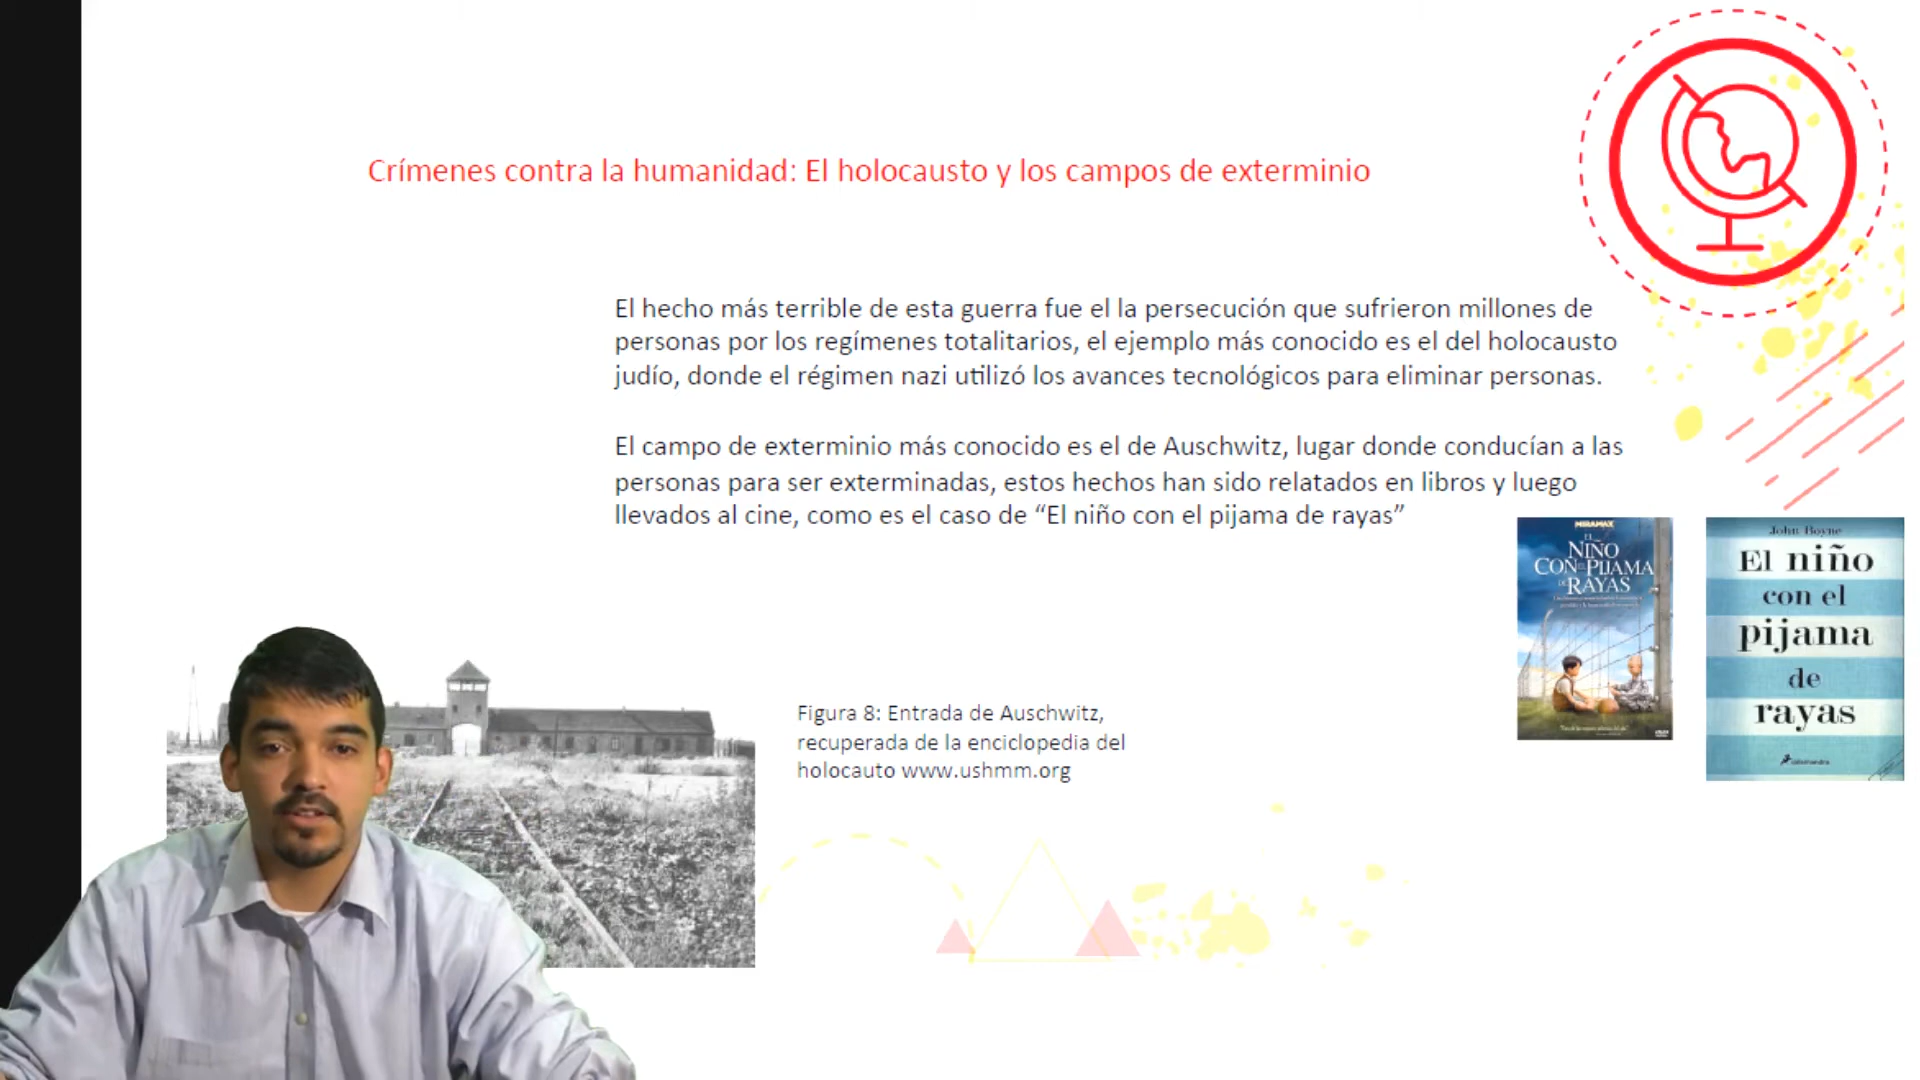 Crímenes contra la humanidad: El holocausto y los campos de exterminio
El hecho más terrible de esta guerra fue el la persecución que sufrieron millones de
personas por los regímenes totalitarios, el ejemplo más conocido es el del holocausto
judío, donde el régimen nazi utilizó los avances tecnológicos para eliminar personas.
El campo de exterminio más conocido es el de Auschwitz, lugar donde conducían a las
personas para ser exterminadas, estos hechos han sido relatados en libros y luego
llevados al cine, como es el caso de “El niño con el pijama de rayas”
MIRAMAX
EL
NIÑO
CON EL PIJAMA
DE RAYAS
John Boyne
El niño
con el
pijama
de
rayas
salamandra
Figura 8: Entrada de Auschwitz,
recuperada de la enciclopedia del
holocauto www.ushmm.org